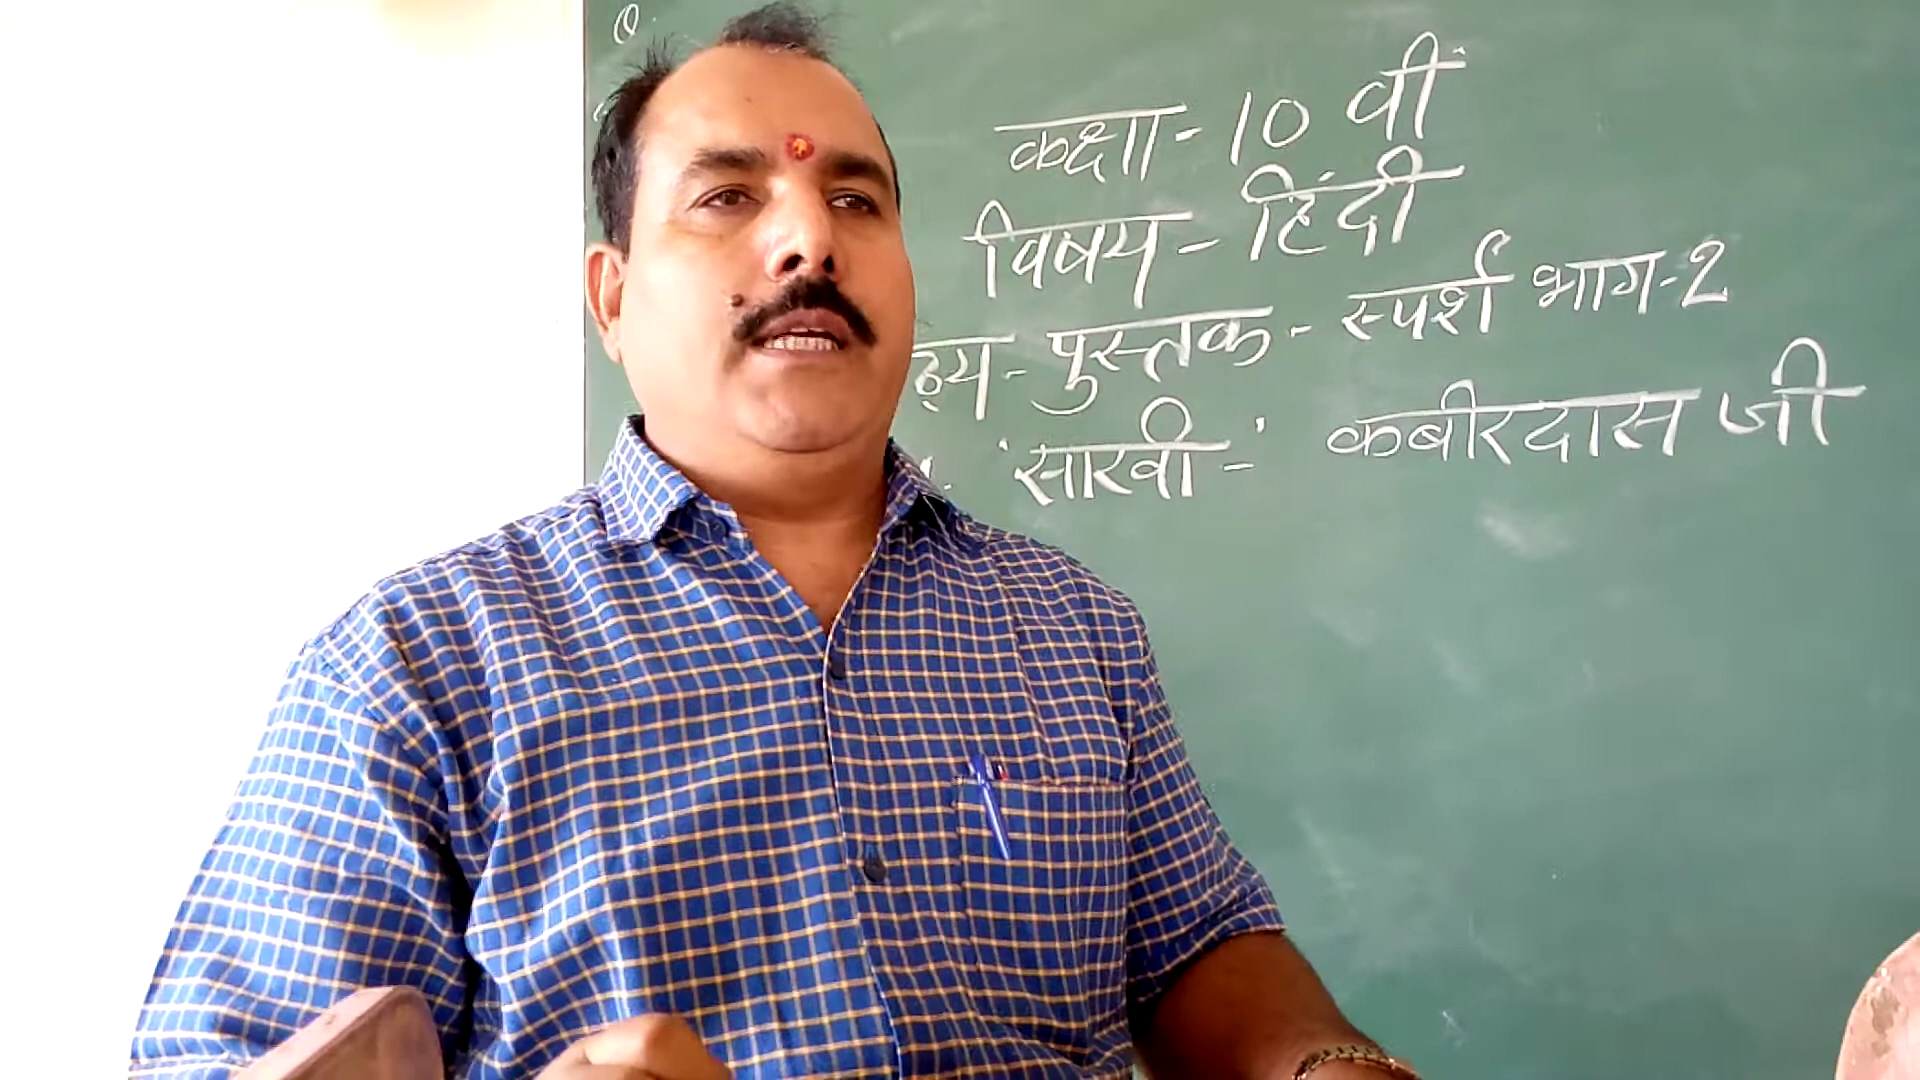 Q.
कक्षा - 10 वीं
विषय - हिंदी
ठ्य - पुस्तक - स्पर्श भाग - 2
'साखी -' कबीरदास जी